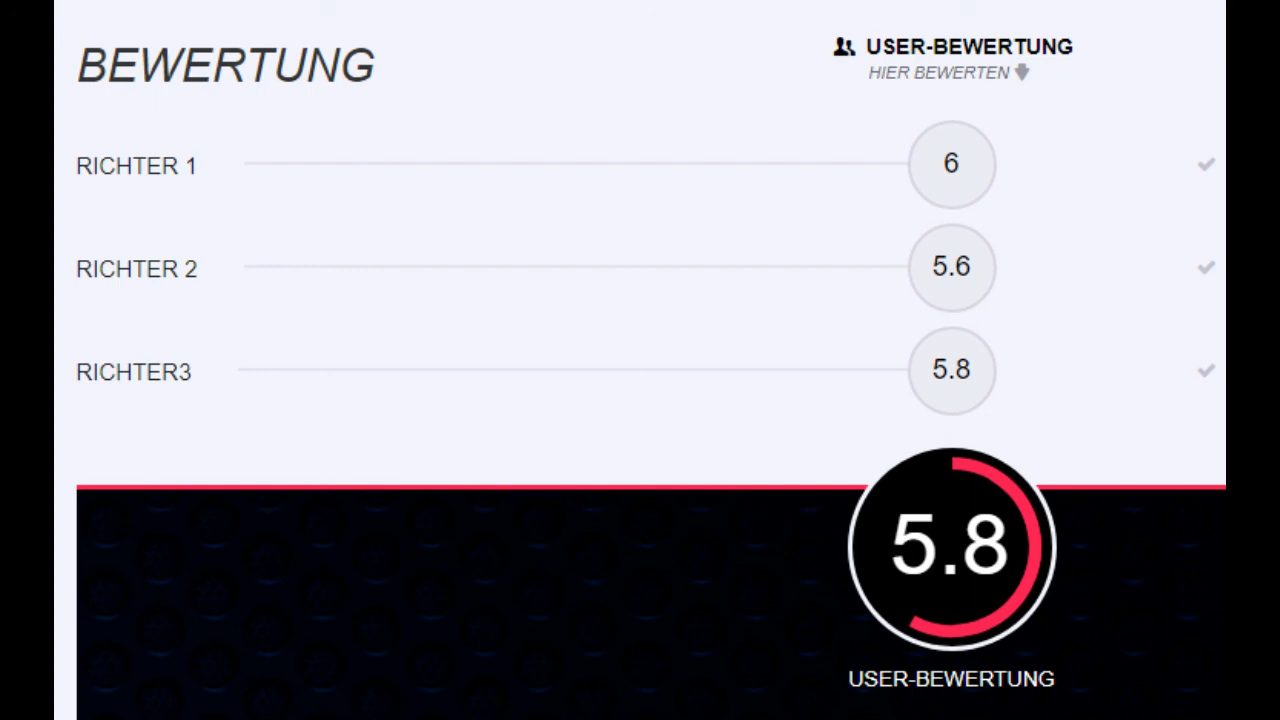 BEWERTUNG
USER-BEWERTUNG
HIER BEWERTEN
RICHTER 1
6
RICHTER 2
5.6
RICHTER3
5.8
5.8
USER-BEWERTUNG